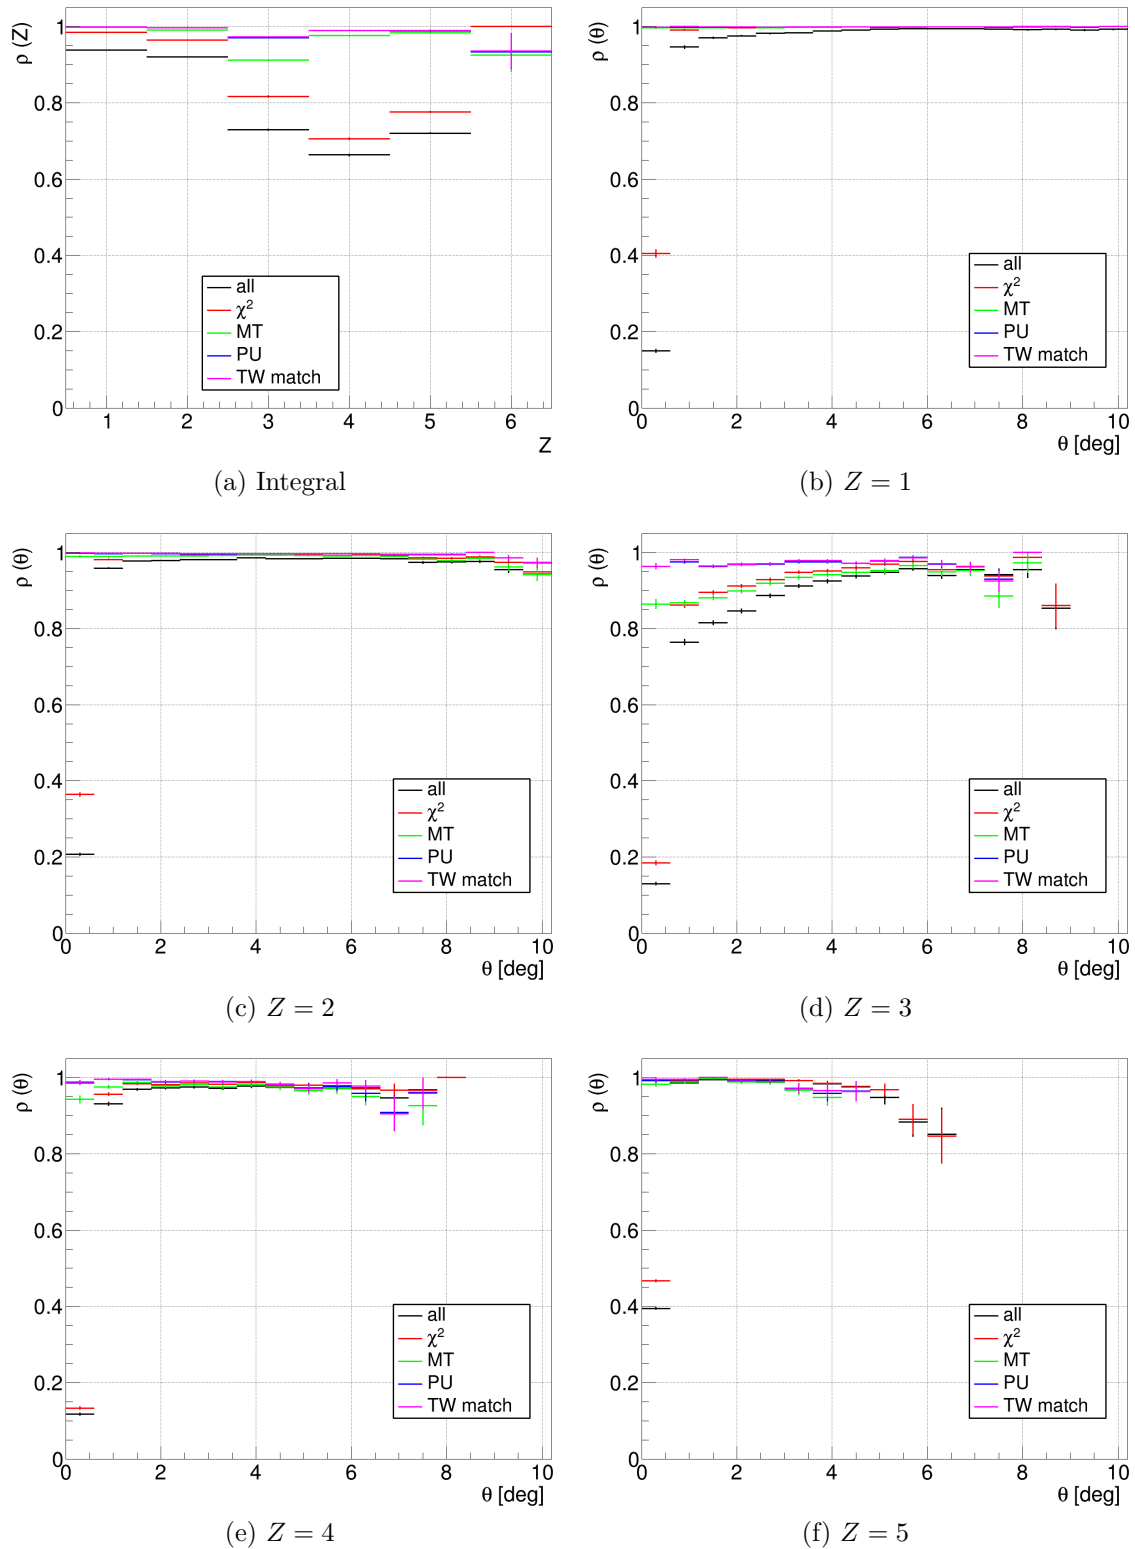 ρ (Z)
1
0.8
0.6
0.4
0.2
0
all
χ²
MT
PU
TW match
1 2 3 4 5 6
Z
(a) Integral
ρ (θ)
1
0.8
0.6
0.4
0.2
0
all
χ²
MT
PU
TW match
0 2 4 6 8 10
θ [deg]
(b) Z = 1
ρ (θ)
1
0.8
0.6
0.4
0.2
0
all
χ²
MT
PU
TW match
0 2 4 6 8 10
θ [deg]
(c) Z = 2
ρ (θ)
1
0.8
0.6
0.4
0.2
0
all
χ²
MT
PU
TW match
0 2 4 6 8 10
θ [deg]
(d) Z = 3
ρ (θ)
1
0.8
0.6
0.4
0.2
0
all
χ²
MT
PU
TW match
0 2 4 6 8 10
θ [deg]
(e) Z = 4
ρ (θ)
1
0.8
0.6
0.4
0.2
0
all
χ²
MT
PU
TW match
0 2 4 6 8 10
θ [deg]
(f) Z = 5